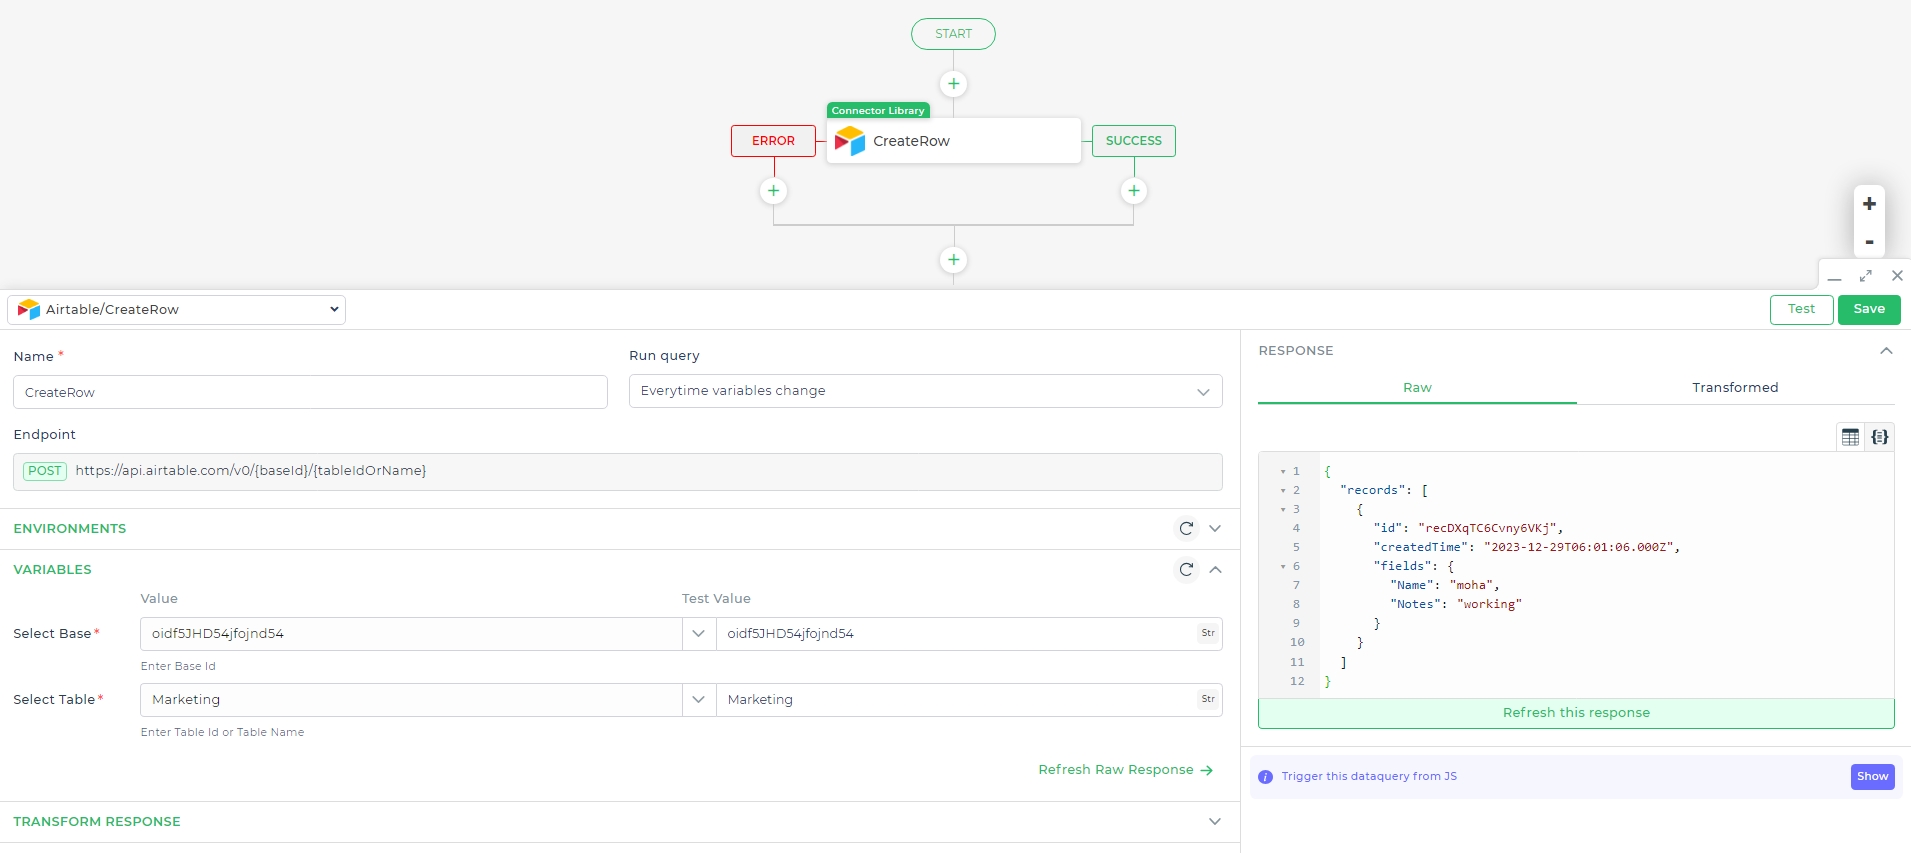 START
Connector Library
ERROR
CreateRow
SUCCESS
Airtable/CreateRow
Test
Save
Name *
Run query
CreateRow
Everytime variables change
Endpoint
POST https://api.airtable.com/v0/{baseId}/{tableIdOrName}
ENVIRONMENTS
VARIABLES
Value
Test Value
Select Base*
oidf5JHD54jfojnd54
oidf5JHD54jfojnd54
Str
Enter Base Id
Select Table*
Marketing
Marketing
Str
Enter Table Id or Table Name
Refresh Raw Response →
TRANSFORM RESPONSE
RESPONSE
Raw
Transformed
1 {
2 "records": [
3 {
4 "id": "recDXqTC6Cvny6VKj",
5 "createdTime": "2023-12-29T06:01:06.000Z",
6 "fields": {
7 "Name": "moha",
8 "Notes": "working"
9 }
10 }
11 ]
12 }
Refresh this response
Trigger this dataquery from JS
Show